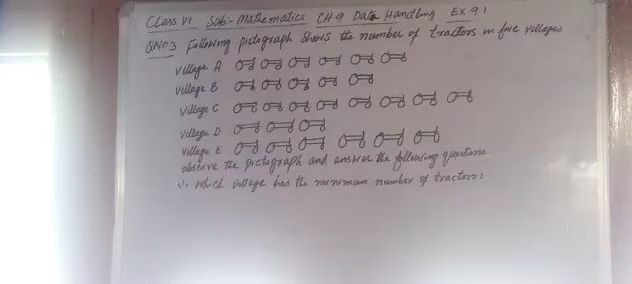 Class VI Sub-Mathematics CH 9 Data Handling Ex 9.1
QNO3 Following pictograph shows the number of tractors in five villages
Village A
Village B
Village C
Village D
Village E
observe the pictograph and answer the following questions.
i. which village has the minimum number of tractors?